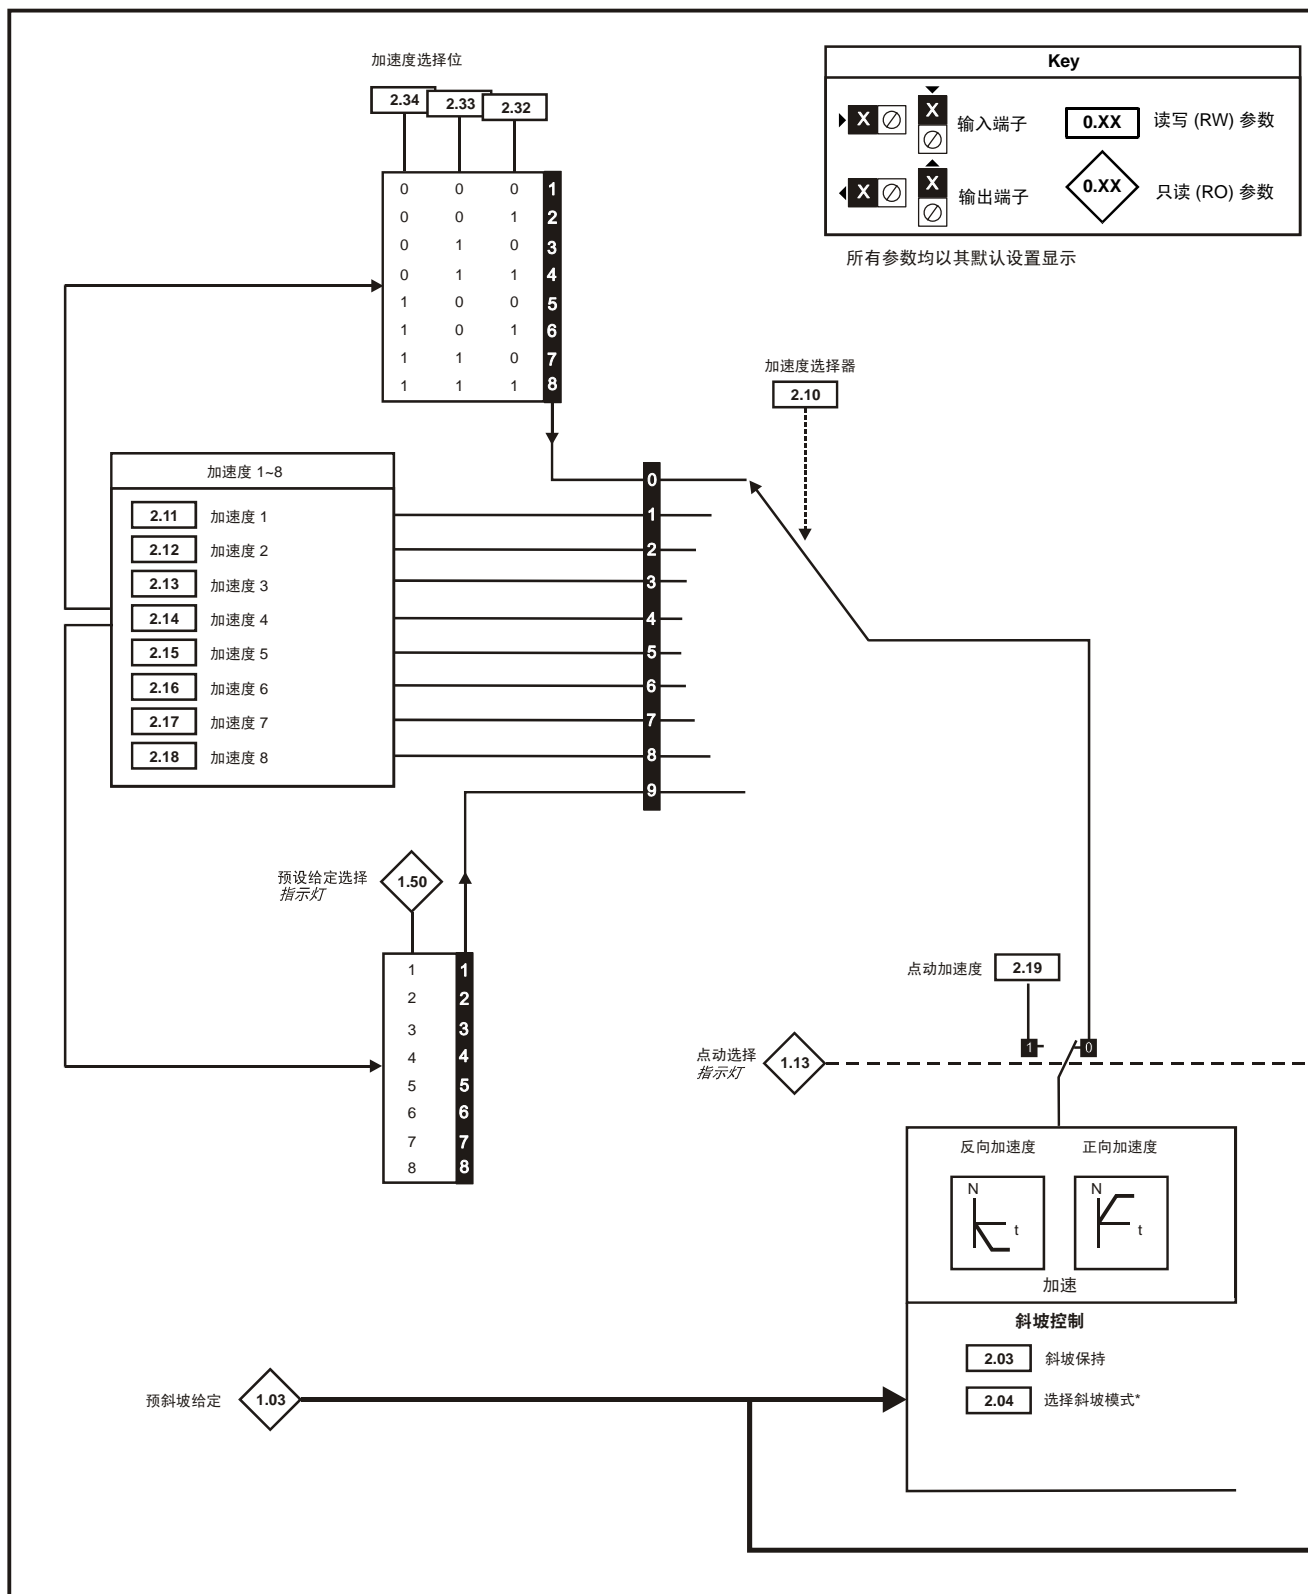 加速度选择位
2.34 2.33 2.32
0 0 0 1
0 0 1 2
0 1 0 3
0 1 1 4
1 0 0 5
1 0 1 6
1 1 0 7
1 1 1 8
Key
X X 输入端子 0.XX 读写 (RW) 参数
X X 输出端子 0.XX 只读 (RO) 参数
所有参数均以其默认设置显示
加速度选择器
2.10
加速度 1~8
2.11 加速度 1
2.12 加速度 2
2.13 加速度 3
2.14 加速度 4
2.15 加速度 5
2.16 加速度 6
2.17 加速度 7
2.18 加速度 8
0
1
2
3
4
5
6
7
8
9
预设给定选择
指示灯
1.50
1 1
2 2
3 3
4 4
5 5
6 6
7 7
8 8
点动加速度 2.19
1 0
点动选择
指示灯
1.13
反向加速度 正向加速度
N t N t
加速
斜坡控制
2.03 斜坡保持
2.04 选择斜坡模式*
预斜坡给定 1.03